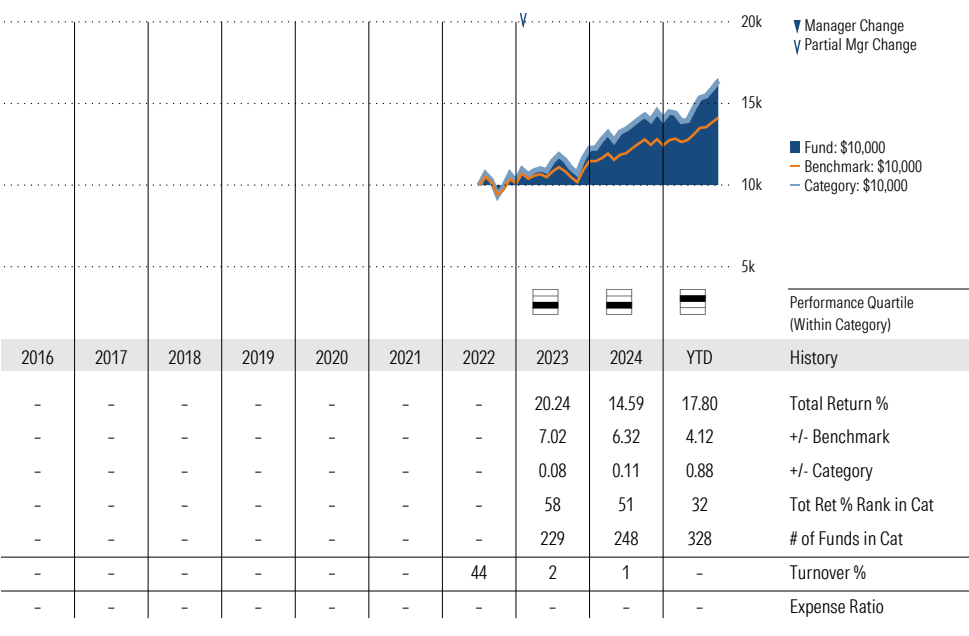 20k
15k
10k
5k
▼ Manager Change
V Partial Mgr Change
Fund: $10,000
Benchmark: $10,000
Category: $10,000
Performance Quartile
(Within Category)
2016 2017 2018 2019 2020 2021 2022 2023 2024 YTD History
– – – – – – – 20.24 14.59 17.80 Total Return %
– – – – – – – 7.02 6.32 4.12 +/- Benchmark
– – – – – – – 0.08 0.11 0.88 +/- Category
– – – – – – – 58 51 32 Tot Ret % Rank in Cat
– – – – – – – 229 248 328 # of Funds in Cat
– – – – – – 44 2 1 – Turnover %
– – – – – – – – – – Expense Ratio